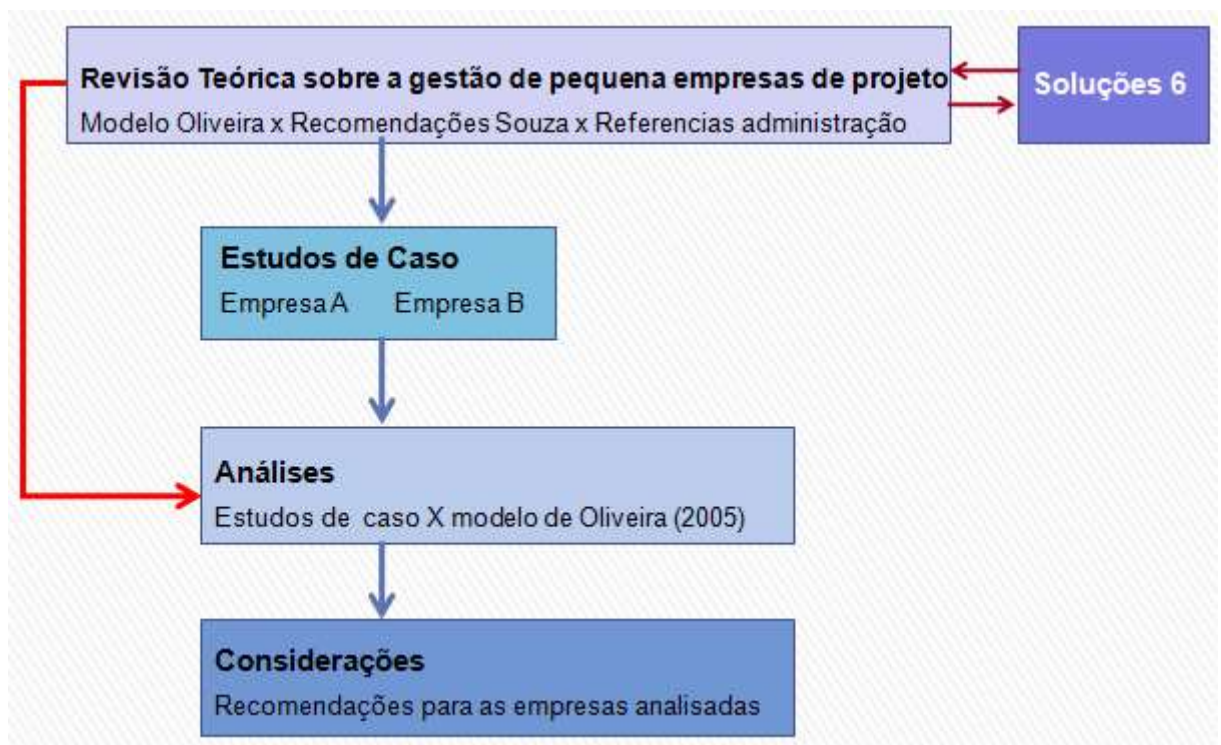 Revisão Teórica sobre a gestão de pequena empresas de projeto
Modelo Oliveira x Recomendações Souza x Referencias administração
Soluções 6
Estudos de Caso
Empresa A Empresa B
Análises
Estudos de caso X modelo de Oliveira (2005)
Considerações
Recomendações para as empresas analisadas